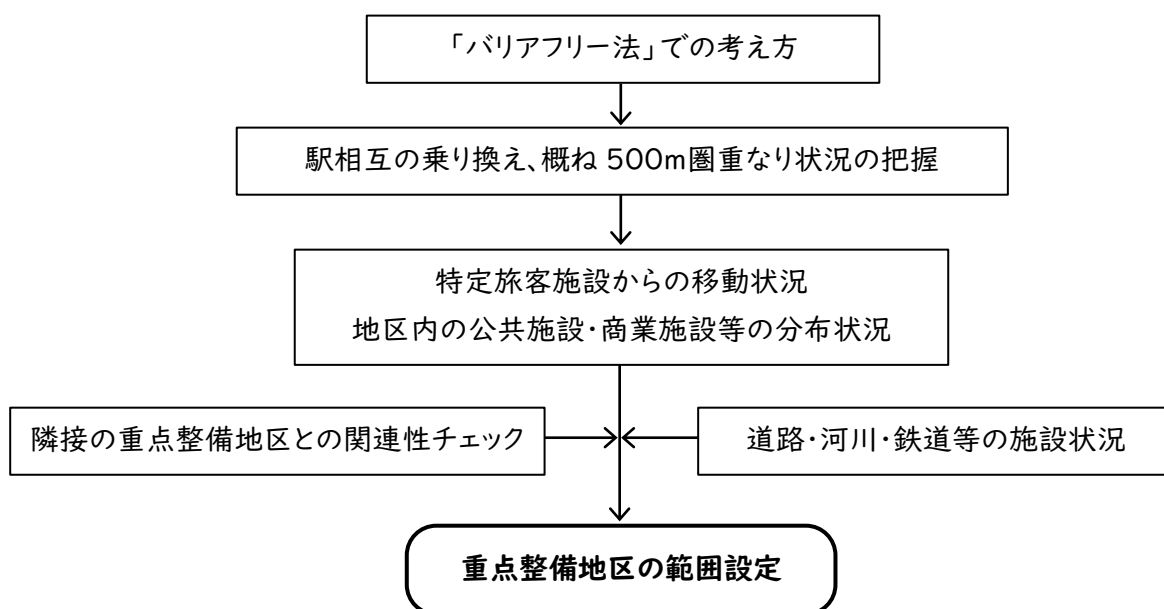 「バリアフリー法」での考え方
駅相互の乗り換え、概ね 500m圏重なり状況の把握
特定旅客施設からの移動状況
地区内の公共施設・商業施設等の分布状況
隣接の重点整備地区との関連性チェック
道路・河川・鉄道等の施設状況
重点整備地区の範囲設定